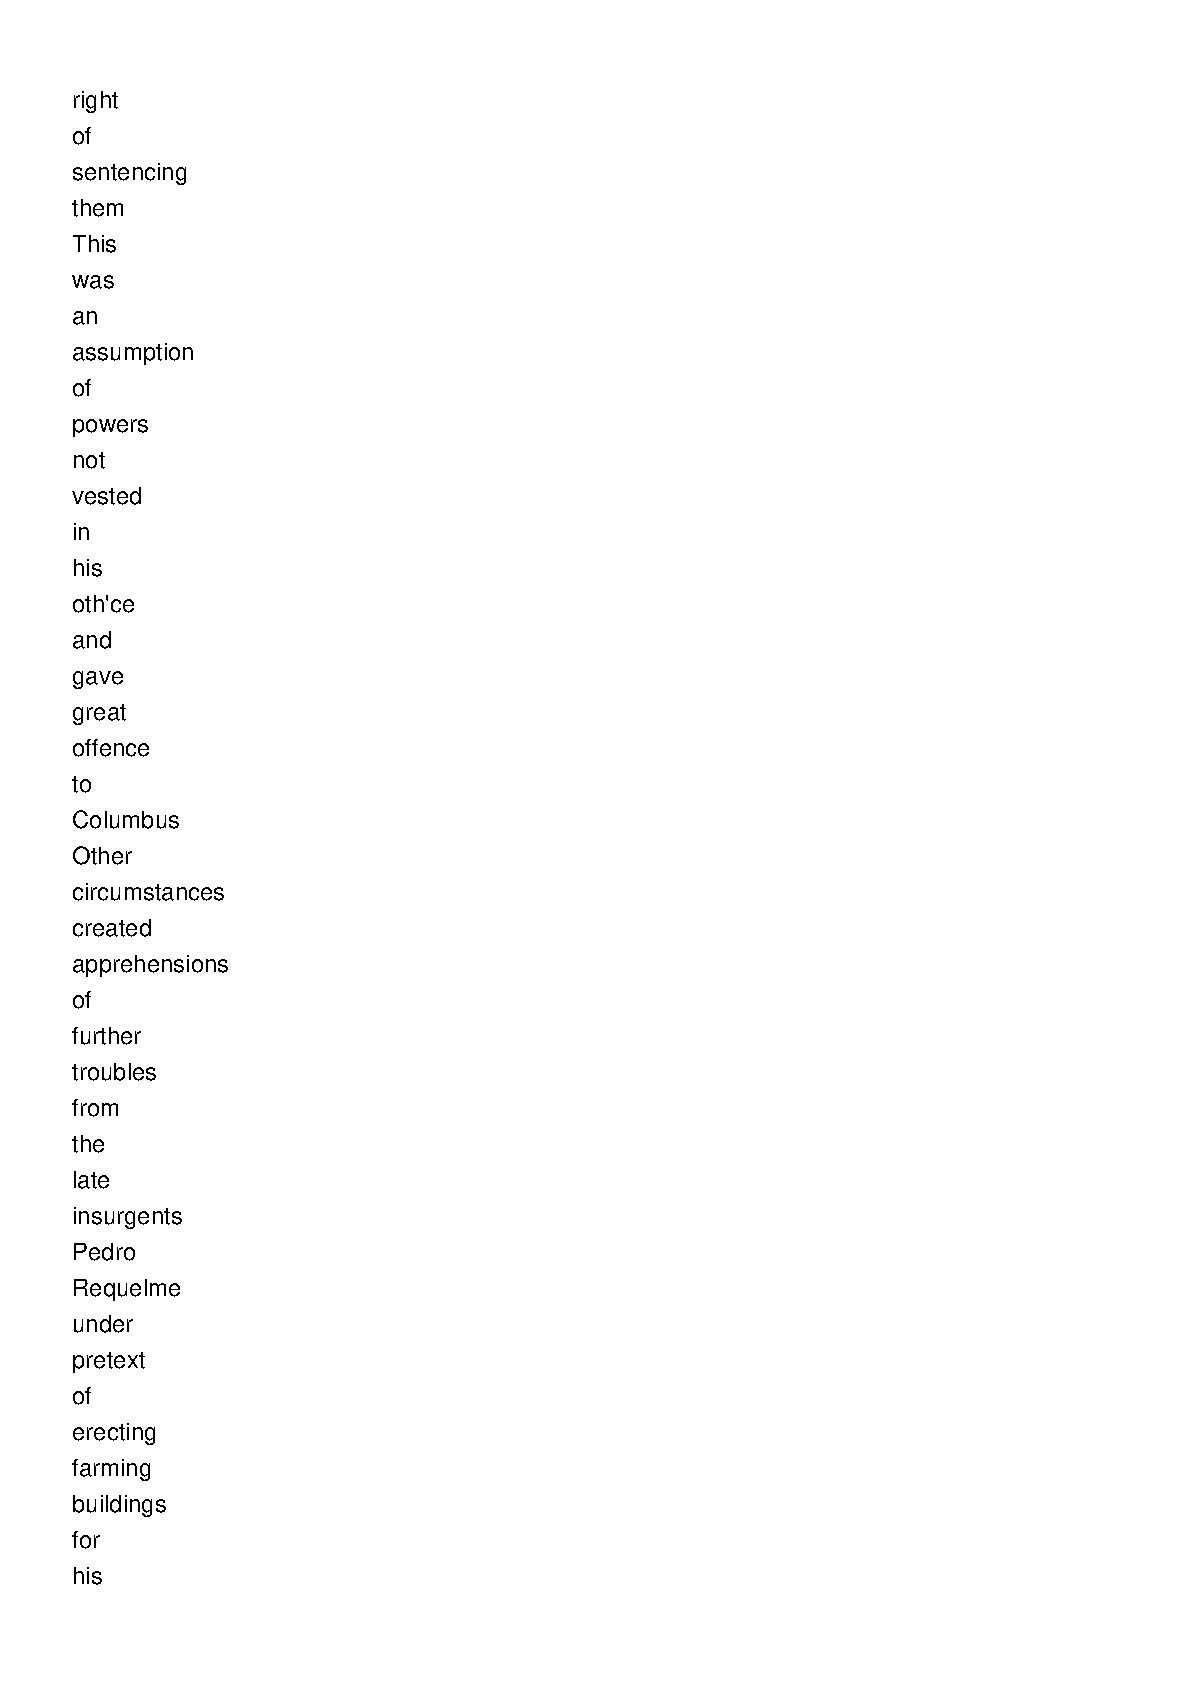 right
of
sentencing
them
This
was
an
assumption
of
powers
not
vested
in
his
oth'ce
and
gave
great
offence
to
Columbus
Other
circumstances
created
apprehensions
of
further
troubles
from
the
late
insurgents
Pedro
Requelme
under
pretext
of
erecting
farming
buildings
for
his